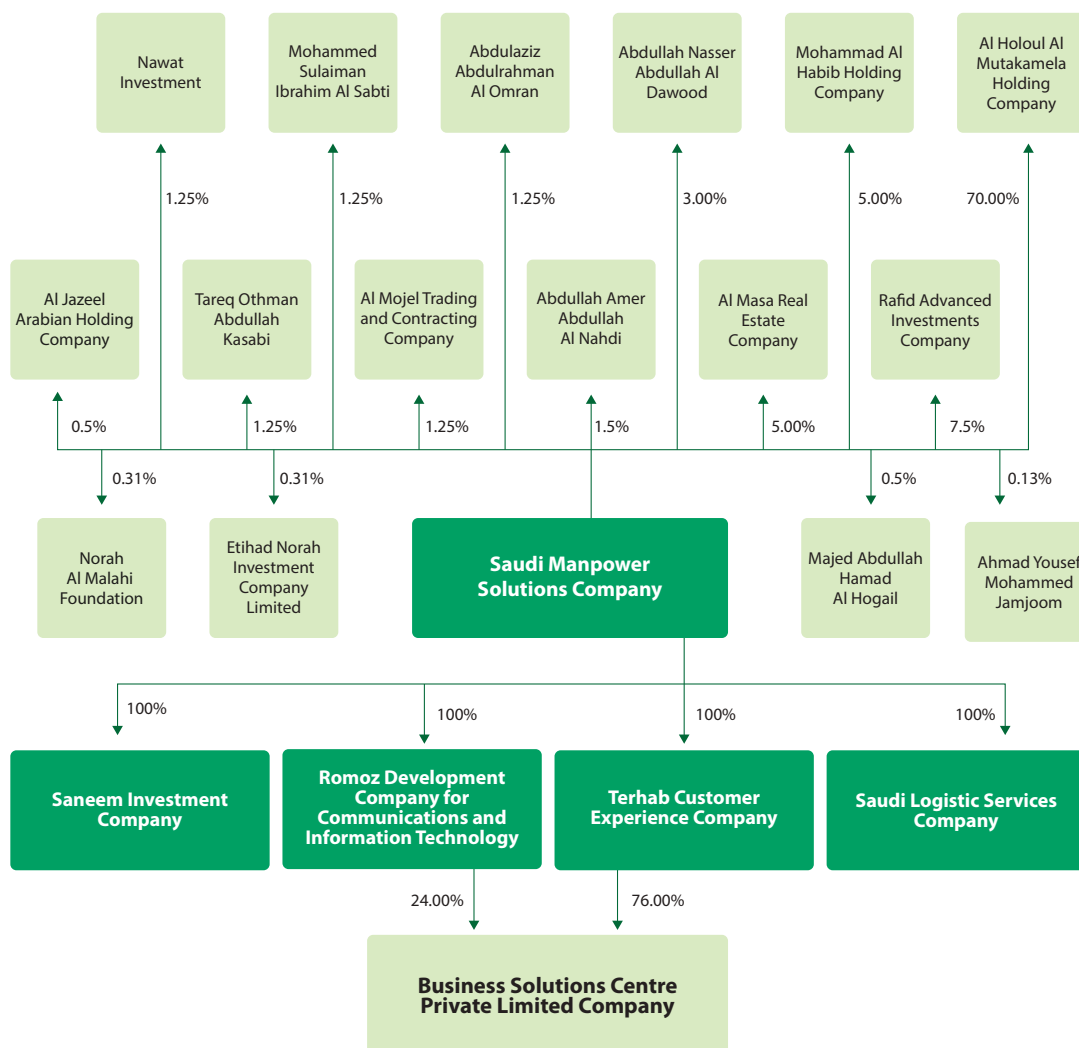 Nawat
Investment
Mohammed
Sulaiman
Ibrahim Al Sabti
Abdulaziz
Abdulrahman
Al Omran
Abdullah Nasser
Abdullah Al
Dawood
Mohammad Al
Habib Holding
Company
Al Holoul Al
Mutakamela
Holding
Company
1.25%
1.25%
1.25%
3.00%
5.00%
70.00%
Al Jazeel
Arabian Holding
Company
Tareq Othman
Abdullah
Kasabi
Al Mojel Trading
and Contracting
Company
Abdullah Amer
Abdullah
Al Nahdi
Al Masa Real
Estate
Company
Rafid Advanced
Investments
Company
0.5%
1.25%
1.25%
1.5%
5.00%
7.5%
0.31%
0.31%
0.5%
0.13%
Norah
Al Malahi
Foundation
Etihad Norah
Investment
Company
Limited
Saudi Manpower
Solutions Company
Majed Abdullah
Hamad
Al Hogail
Ahmad Yousef
Mohammed
Jamjoom
100%
100%
100%
100%
Saneem Investment
Company
Romoz Development
Company for
Communications and
Information Technology
Terhab Customer
Experience Company
Saudi Logistic Services
Company
24.00%
76.00%
Business Solutions Centre
Private Limited Company